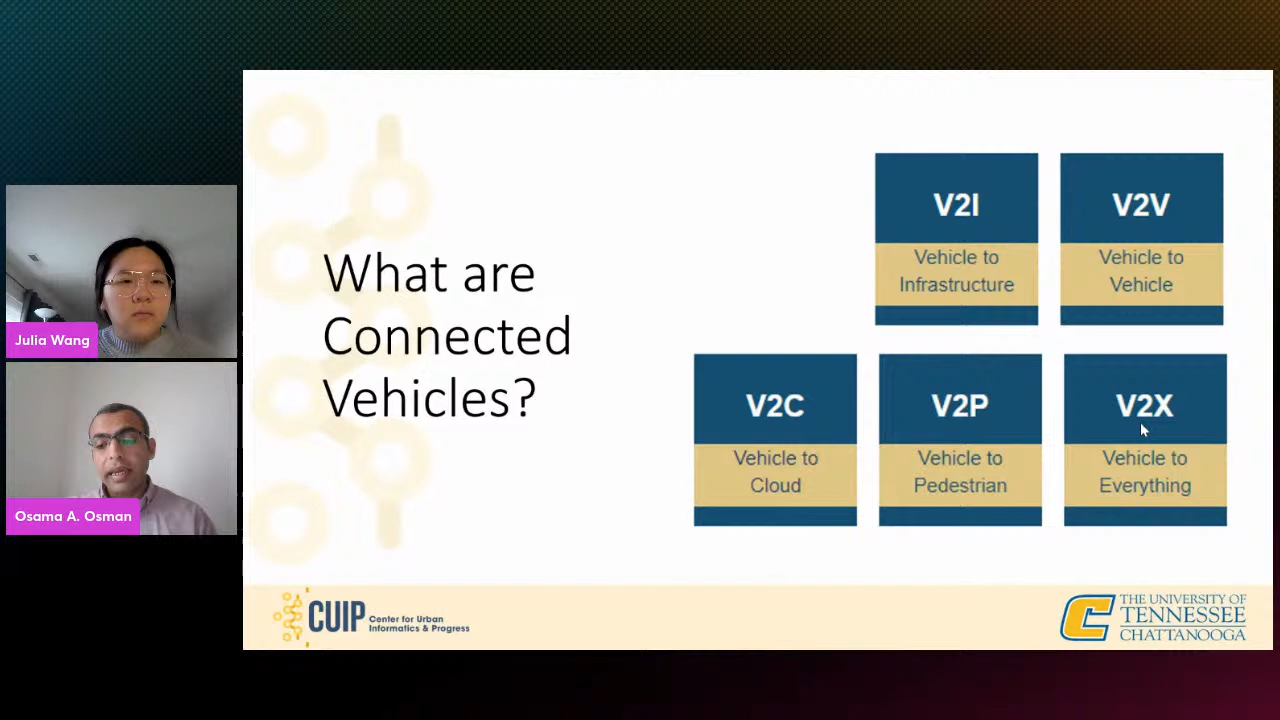 Julia Wang
Osama A. Osman
What are
Connected
Vehicles?
V2I
Vehicle to
Infrastructure
V2V
Vehicle to
Vehicle
V2C
Vehicle to
Cloud
V2P
Vehicle to
Pedestrian
V2X
Vehicle to
Everything
CUIP
Center for Urban
Informatics & Progress
C
THE UNIVERSITY OF
TENNESSEE
CHATTANOOGA